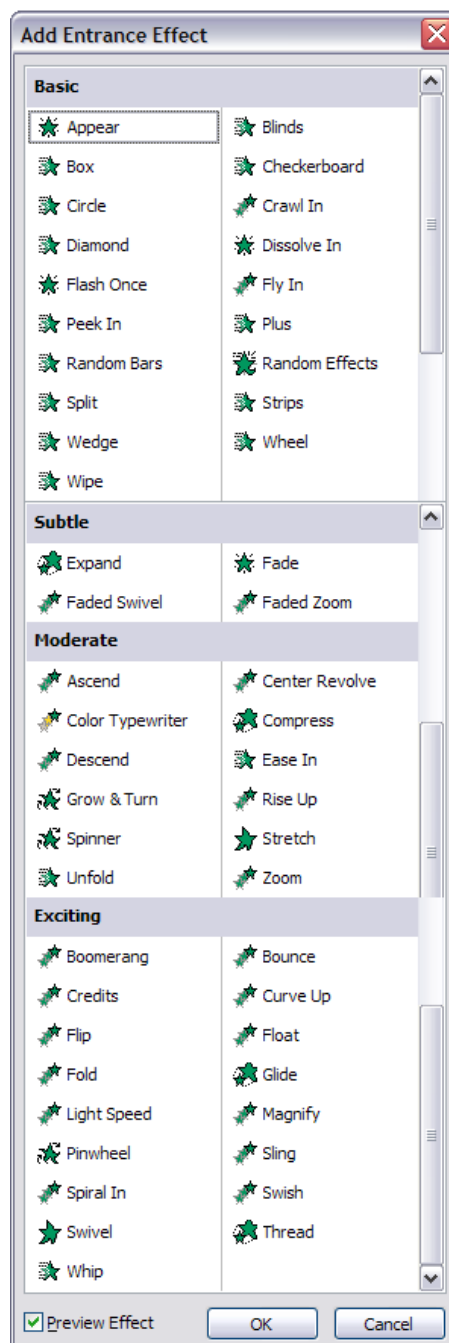 Add Entrance Effect
Basic
Appear Blinds
Box Checkerboard
Circle Crawl In
Diamond Dissolve In
Flash Once Fly In
Peek In Plus
Random Bars Random Effects
Split Strips
Wedge Wheel
Wipe
Subtle
Expand Fade
Faded Swivel Faded Zoom
Moderate
Ascend Center Revolve
Color Typewriter Compress
Descend Ease In
Grow & Turn Rise Up
Spinner Stretch
Unfold Zoom
Exciting
Boomerang Bounce
Credits Curve Up
Flip Float
Fold Glide
Light Speed Magnify
Pinwheel Sling
Spiral In Swish
Swivel Thread
Whip
Preview Effect OK Cancel